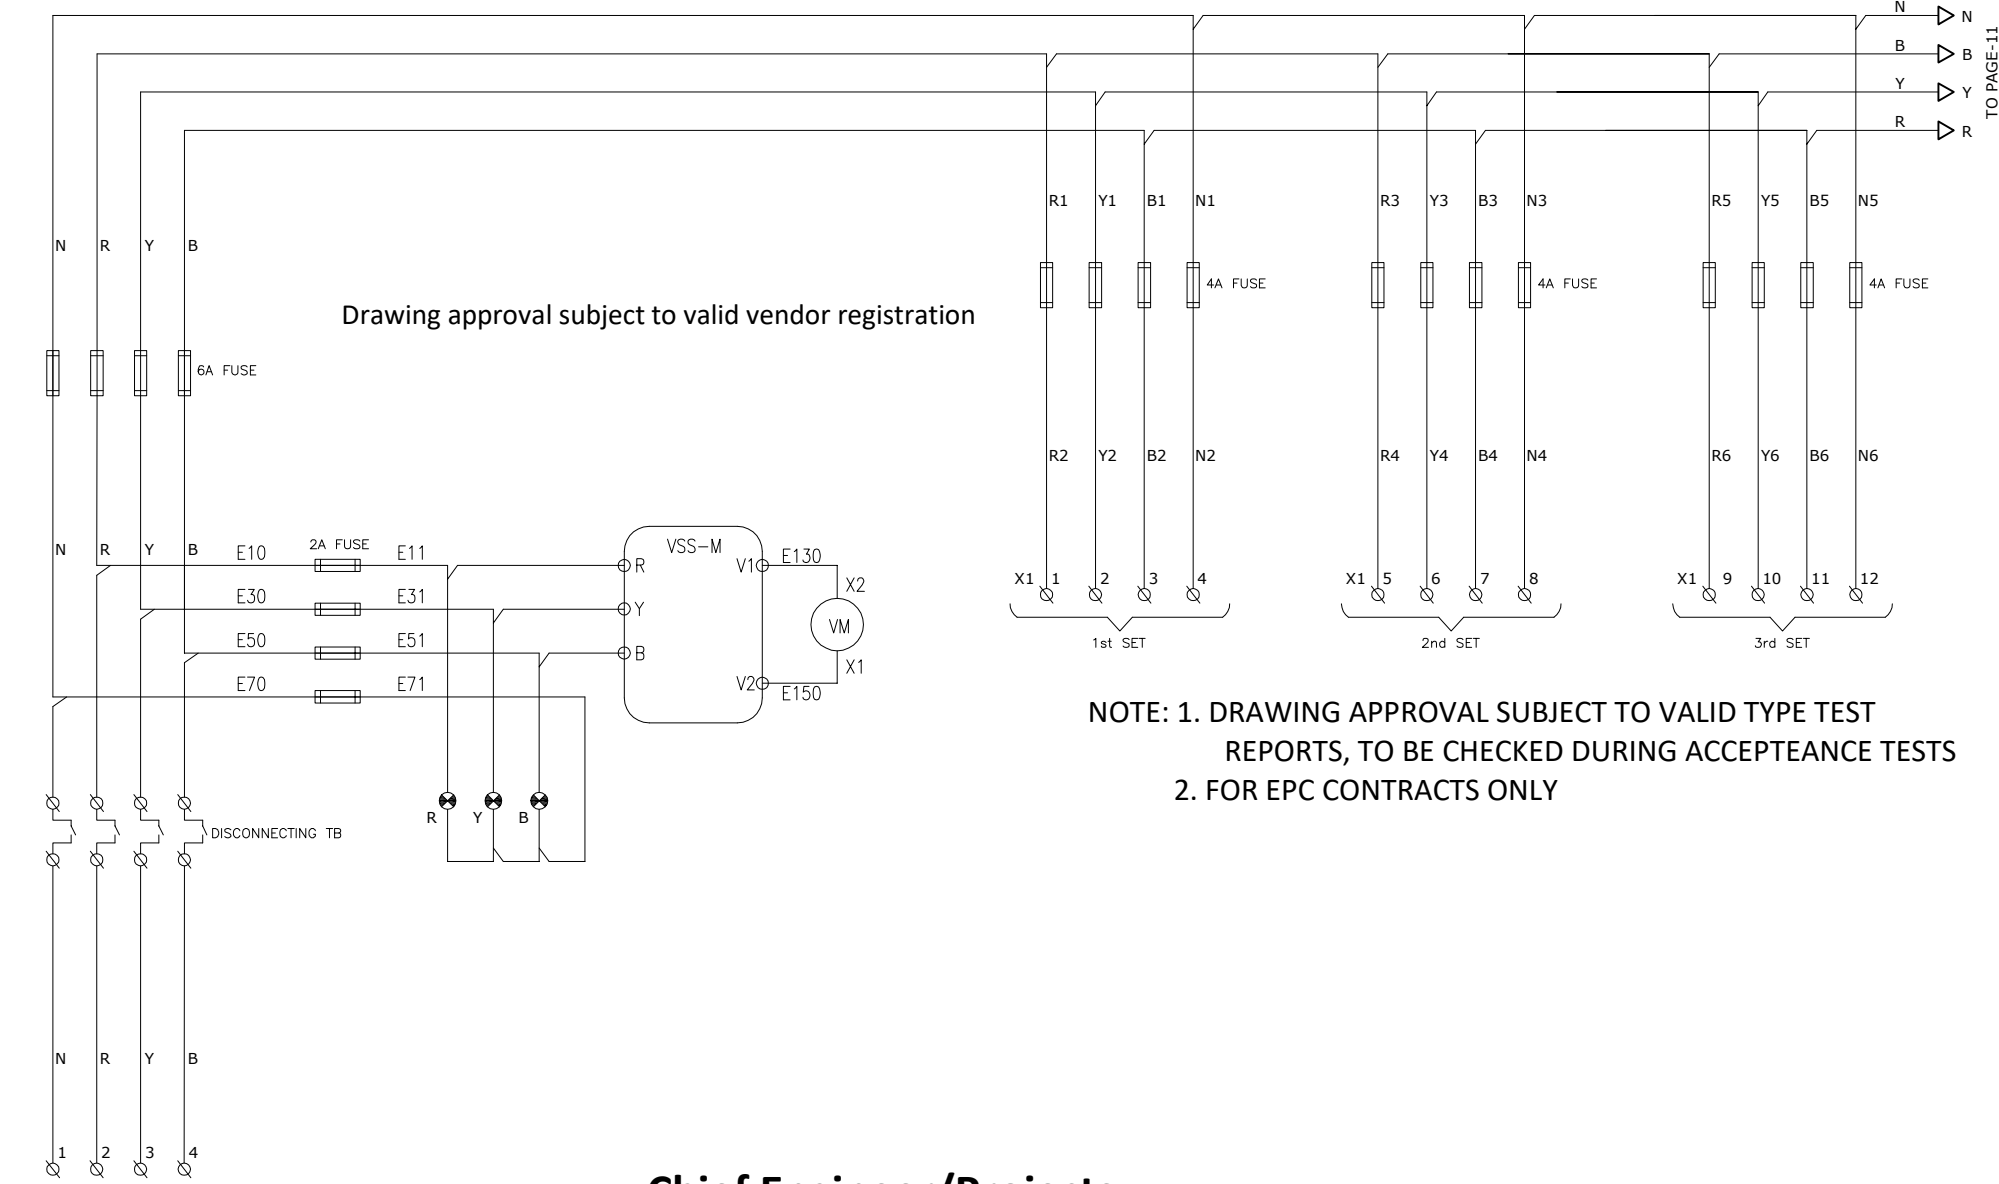 N N
B B
Y Y
R R
TO PAGE-11
R1 Y1 B1 N1 R3 Y3 B3 N3 R5 Y5 B5 N5
N R Y B
4A FUSE 4A FUSE 4A FUSE
Drawing approval subject to valid vendor registration
6A FUSE
R2 Y2 B2 N2 R4 Y4 B4 N4 R6 Y6 B6 N6
N R Y B E10 2A FUSE E11 VSS-M
R V1 E130
X1 1 2 3 4 X1 5 6 7 8 X1 9 10 11 12
X2
E30 E31 Y
VM
E50 E51 B
1st SET 2nd SET 3rd SET
X1
E70 E71 V2 E150
NOTE: 1. DRAWING APPROVAL SUBJECT TO VALID TYPE TEST
REPORTS, TO BE CHECKED DURING ACCEPTEANCE TESTS
2. FOR EPC CONTRACTS ONLY
R Y B
DISCONNECTING TB
N R Y B
1 2 3 4
Chief Engineer/Projects